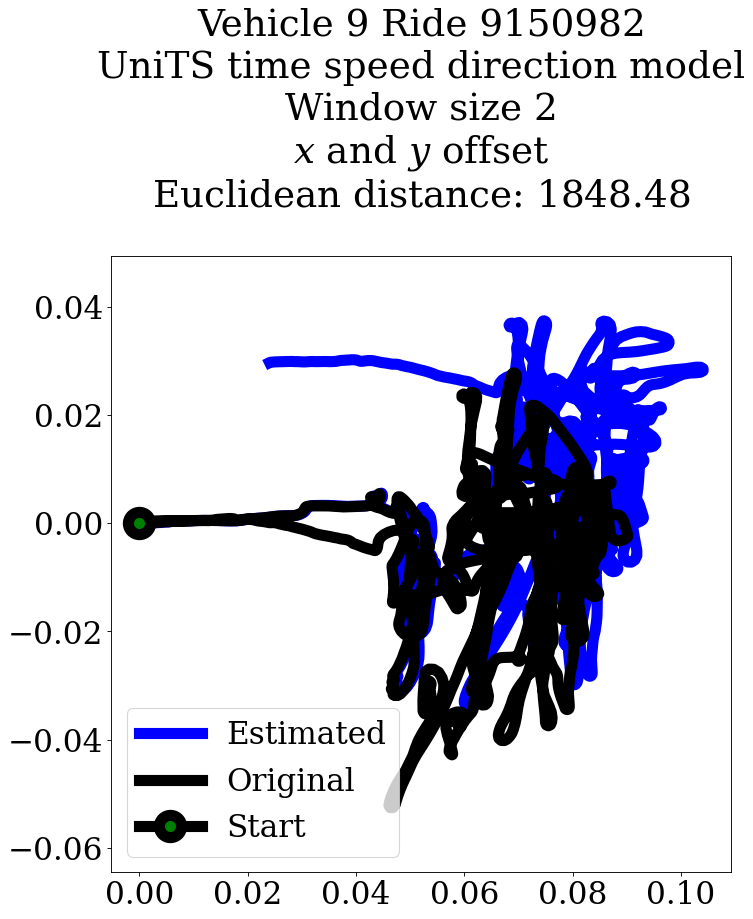 Vehicle 9 Ride 9150982
UniTS time speed direction model
Window size 2
x and y offset
Euclidean distance: 1848.48
0.04
0.02
0.00
−0.02
−0.04
−0.06
Estimated
Original
Start
0.00 0.02 0.04 0.06 0.08 0.10